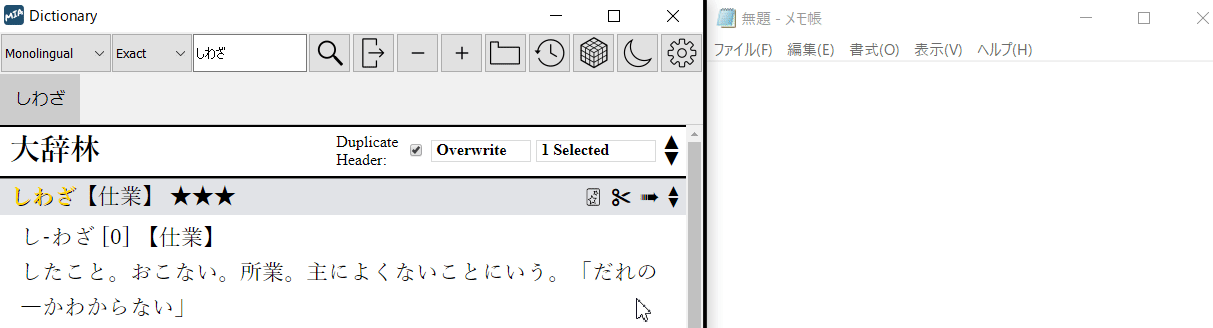 MIA Dictionary
無題 - メモ帳
Monolingual Exact しわざ
ファイル(F) 編集(E) 書式(O) 表示(V) ヘルプ(H)
しわざ
大辞林 Duplicate Header: Overwrite 1 Selected
しわざ【仕業】 ★★★
し-わざ [0] 【仕業】
したこと。おこない。所業。主によくないことにいう。「だれの
―かわからない」